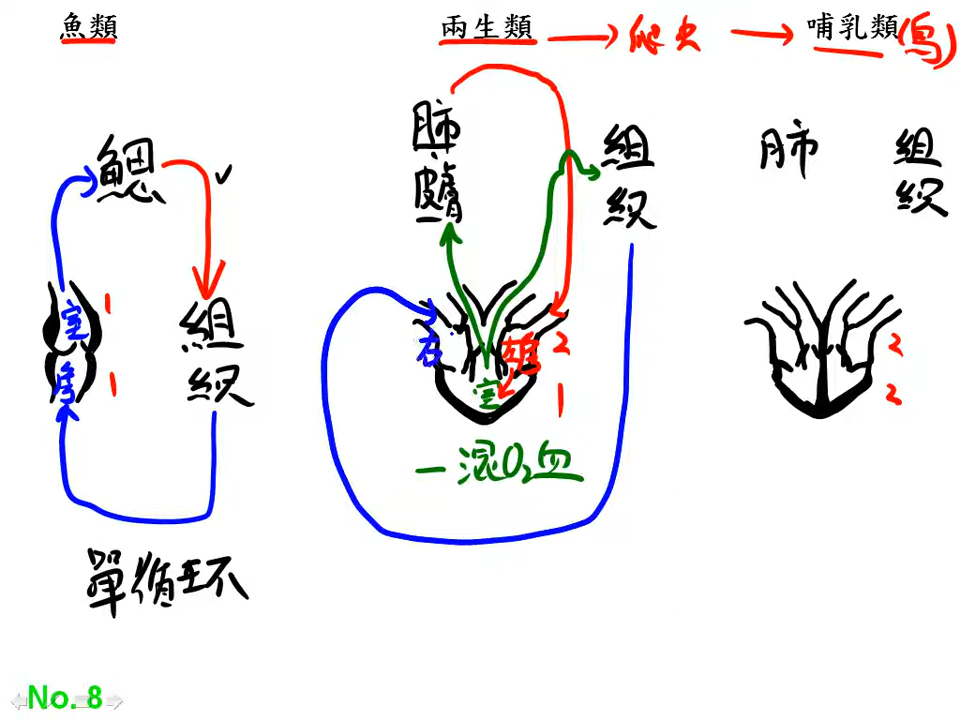 魚類
兩生類 → 爬虫 → 哺乳類(鳥)
鰓
組織
室
房
1
1
單循环
肺
皮膚
組織
右
室
2
1
一混O₂血
肺
組織
2
2
No. 8